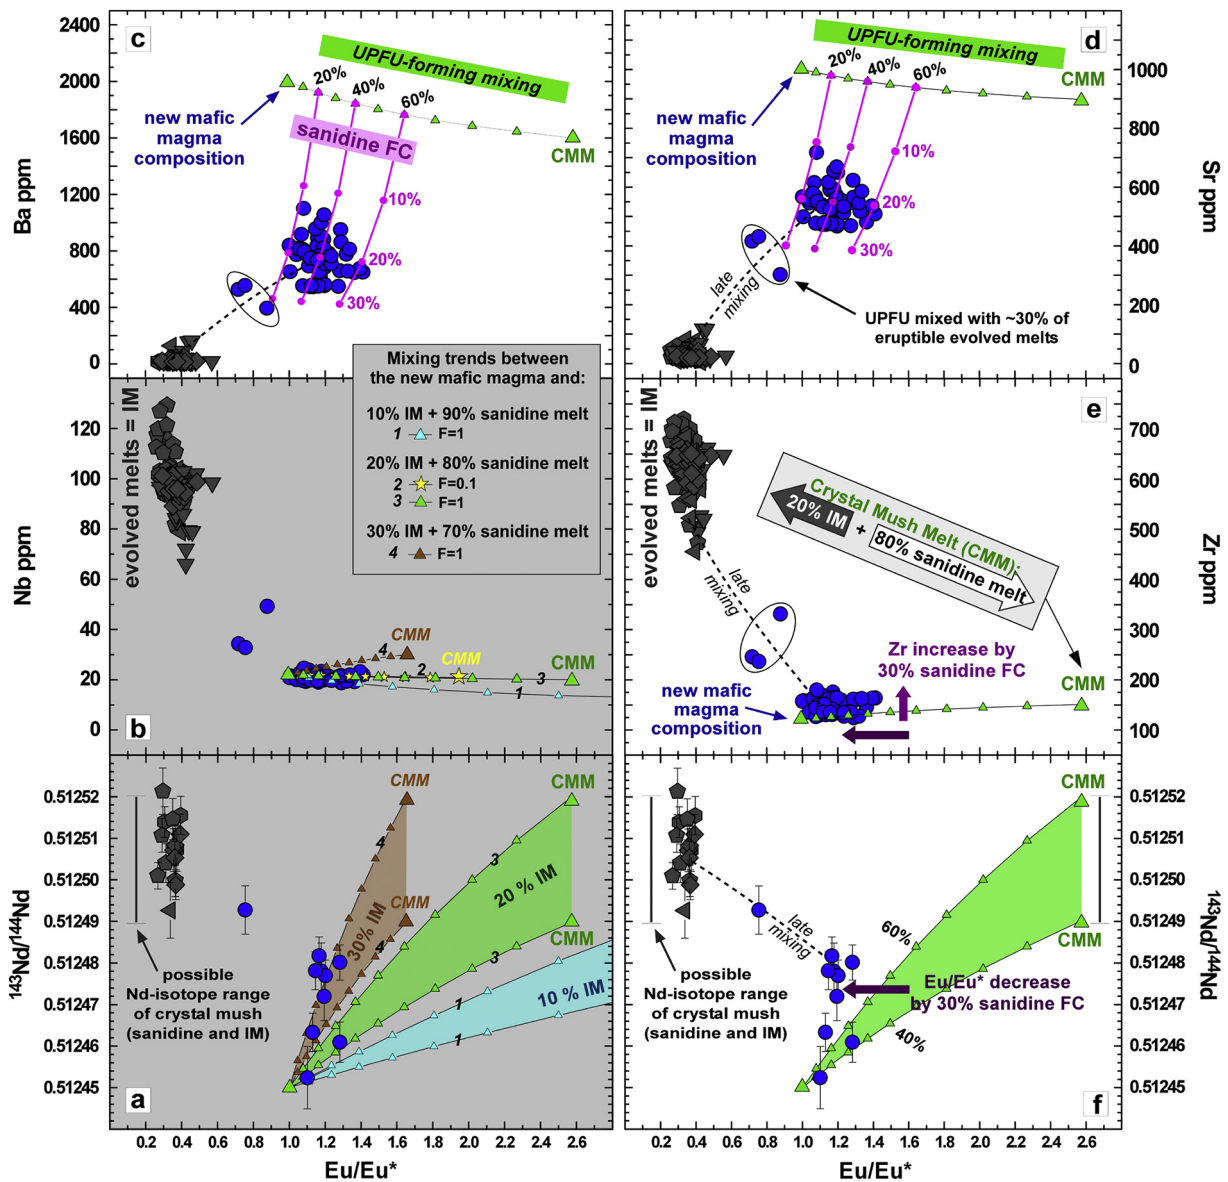 c
2400
2000
1600
1200
800
400
0
Ba ppm
UPFU-forming mixing
20%
40%
60%
new mafic
magma
composition
sanidine FC
CMM
10%
20%
30%
d
UPFU-forming mixing
20%
40%
60%
CMM
new mafic
magma
composition
10%
20%
30%
late
mixing
UPFU mixed with ~30% of
eruptible evolved melts
1000
800
600
400
200
0
Sr ppm
Mixing trends between
the new mafic magma and:
10% IM + 90% sanidine melt
1 F=1
20% IM + 80% sanidine melt
2 F=0.1
3 F=1
30% IM + 70% sanidine melt
4 F=1
120
100
80
60
40
20
0
Nb ppm
evolved melts = IM
b
4
CMM
2
CMM
3
CMM
1
e
evolved melts = IM
late
mixing
Crystal Mush Melt (CMM):
20% IM
+
80% sanidine melt
Zr increase by
30% sanidine FC
new mafic
magma
composition
CMM
700
600
500
400
300
200
100
Zr ppm
0.51252
0.51251
0.51250
0.51249
0.51248
0.51247
0.51246
0.51245
143Nd/144Nd
possible
Nd-isotope range
of crystal mush
(sanidine and IM)
a
CMM
4
CMM
4
30% IM
CMM
3
20 % IM
CMM
3
1
10 % IM
1
0.2 0.4 0.6 0.8 1.0 1.2 1.4 1.6 1.8 2.0 2.2 2.4 2.6
Eu/Eu*
possible
Nd-isotope range
of crystal mush
(sanidine and IM)
late
mixing
60%
CMM
CMM
Eu/Eu* decrease
by 30% sanidine FC
40%
f
0.51252
0.51251
0.51250
0.51249
0.51248
0.51247
0.51246
0.51245
143Nd/144Nd
0.2 0.4 0.6 0.8 1.0 1.2 1.4 1.6 1.8 2.0 2.2 2.4 2.6
Eu/Eu*